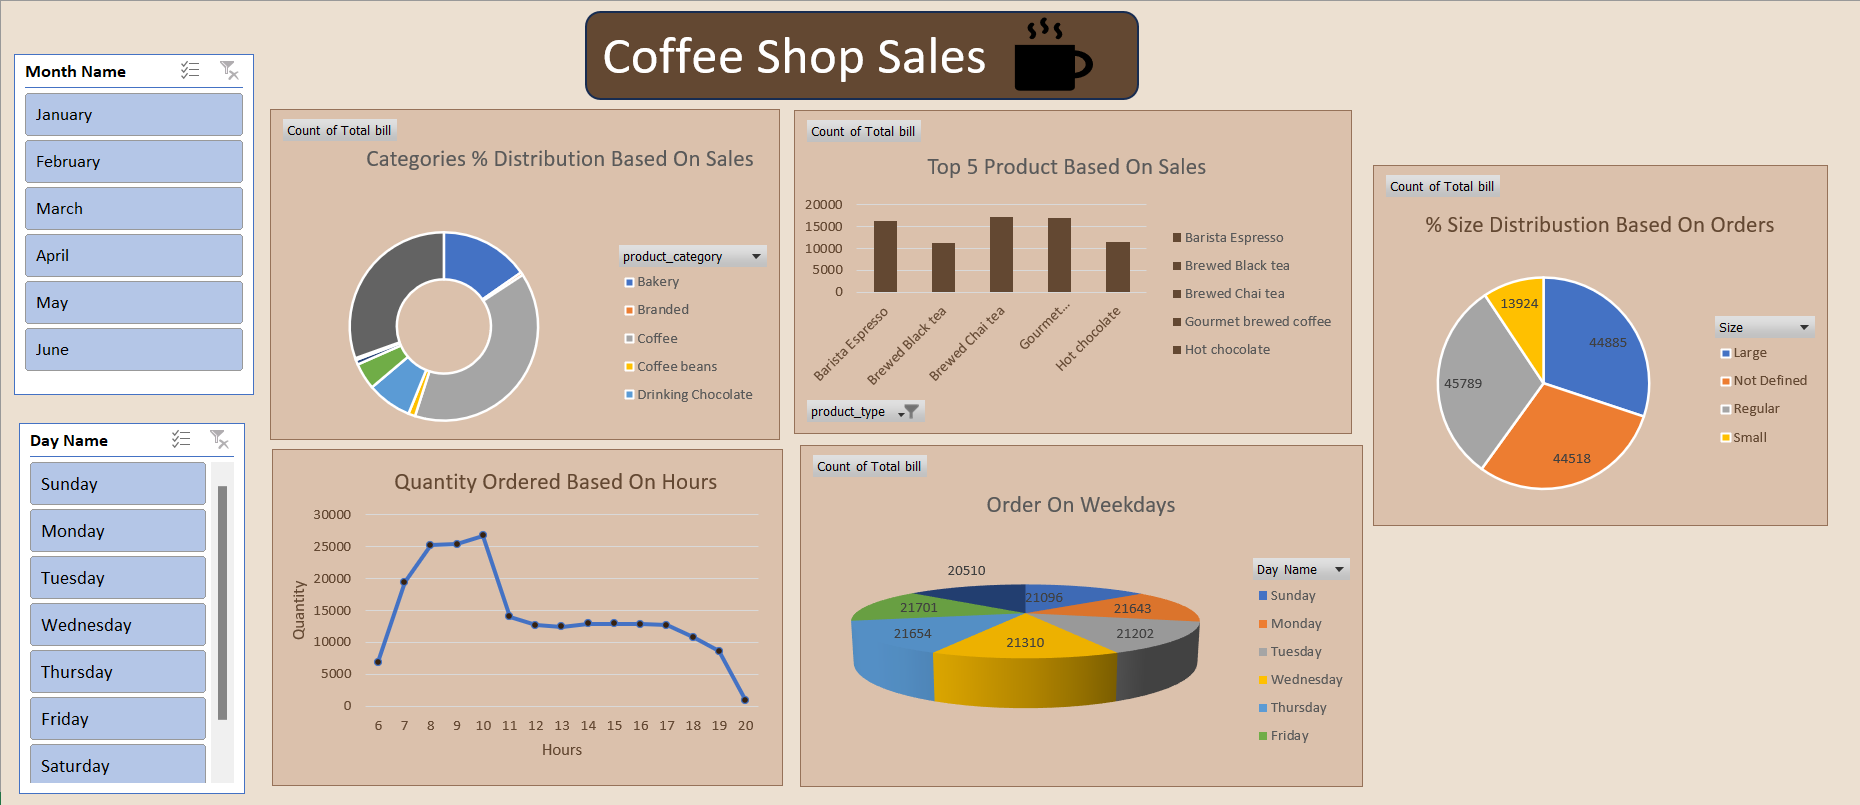 Coffee Shop Sales
Month Name
January
February
March
April
May
June
Day Name
Sunday
Monday
Tuesday
Wednesday
Thursday
Friday
Saturday
Count of Total bill
Categories % Distribution Based On Sales
product_category
Bakery
Branded
Coffee
Coffee beans
Drinking Chocolate
Count of Total bill
Top 5 Product Based On Sales
20000
15000
10000
5000
0
Barista Espresso
Brewed Black tea
Brewed Chai tea
Gourmet...
Hot chocolate
Barista Espresso
Brewed Black tea
Brewed Chai tea
Gourmet brewed coffee
Hot chocolate
product_type
Count of Total bill
% Size Distribustion Based On Orders
13924
44885
45789
44518
Size
Large
Not Defined
Regular
Small
Quantity Ordered Based On Hours
Quantity
30000
25000
20000
15000
10000
5000
0
6 7 8 9 10 11 12 13 14 15 16 17 18 19 20
Hours
Count of Total bill
Order On Weekdays
20510
21096
21701
21643
21654
21202
21310
Day Name
Sunday
Monday
Tuesday
Wednesday
Thursday
Friday